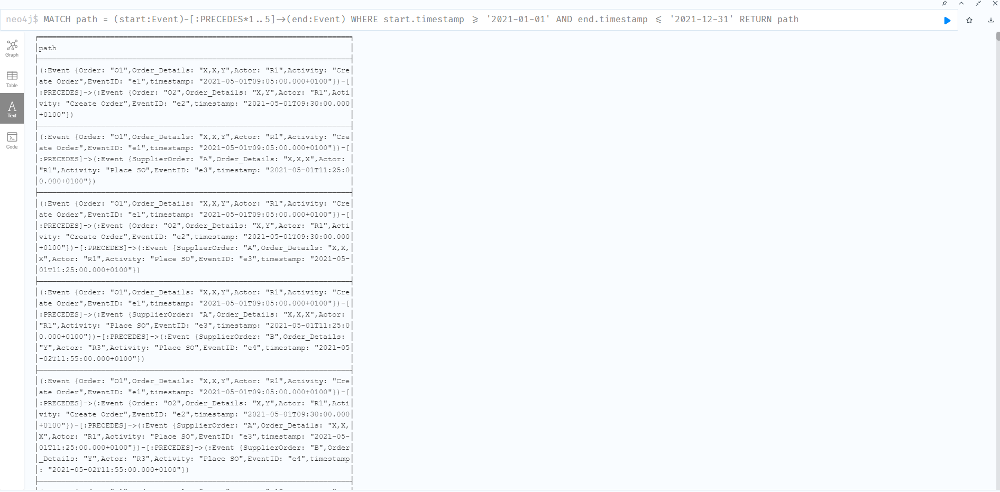 neo4j$ MATCH path = (start:Event)-[:PRECEDES*1..5]→(end:Event) WHERE start.timestamp ⩾ '2021-01-01' AND end.timestamp ⩽ '2021-12-31' RETURN path
Graph
Table
Text
Code
path
(:Event {Order: "O1",Order_Details: "X,X,Y",Actor: "R1",Activity: "Cre
ate Order",EventID: "e1",timestamp: "2021-05-01T09:05:00.000+0100"})-[
:PRECEDES]->(:Event {Order: "O2",Order_Details: "X,Y",Actor: "R1",Acti
vity: "Create Order",EventID: "e2",timestamp: "2021-05-01T09:30:00.000
+0100"})
(:Event {Order: "O1",Order_Details: "X,X,Y",Actor: "R1",Activity: "Cre
ate Order",EventID: "e1",timestamp: "2021-05-01T09:05:00.000+0100"})-[
:PRECEDES]->(:Event {SupplierOrder: "A",Order_Details: "X,X,X",Actor: 
"R1",Activity: "Place SO",EventID: "e3",timestamp: "2021-05-01T11:25:0
0.000+0100"})
(:Event {Order: "O1",Order_Details: "X,X,Y",Actor: "R1",Activity: "Cre
ate Order",EventID: "e1",timestamp: "2021-05-01T09:05:00.000+0100"})-[
:PRECEDES]->(:Event {Order: "O2",Order_Details: "X,Y",Actor: "R1",Acti
vity: "Create Order",EventID: "e2",timestamp: "2021-05-01T09:30:00.000
+0100"})-[:PRECEDES]->(:Event {SupplierOrder: "A",Order_Details: "X,X,
X",Actor: "R1",Activity: "Place SO",EventID: "e3",timestamp: "2021-05-
01T11:25:00.000+0100"})
(:Event {Order: "O1",Order_Details: "X,X,Y",Actor: "R1",Activity: "Cre
ate Order",EventID: "e1",timestamp: "2021-05-01T09:05:00.000+0100"})-[
:PRECEDES]->(:Event {SupplierOrder: "A",Order_Details: "X,X,X",Actor: 
"R1",Activity: "Place SO",EventID: "e3",timestamp: "2021-05-01T11:25:0
0.000+0100"})-[:PRECEDES]->(:Event {SupplierOrder: "B",Order_Details: 
"Y",Actor: "R3",Activity: "Place SO",EventID: "e4",timestamp: "2021-05
-02T11:55:00.000+0100"})
(:Event {Order: "O1",Order_Details: "X,X,Y",Actor: "R1",Activity: "Cre
ate Order",EventID: "e1",timestamp: "2021-05-01T09:05:00.000+0100"})-[
:PRECEDES]->(:Event {Order: "O2",Order_Details: "X,Y",Actor: "R1",Acti
vity: "Create Order",EventID: "e2",timestamp: "2021-05-01T09:30:00.000
+0100"})-[:PRECEDES]->(:Event {SupplierOrder: "A",Order_Details: "X,X,
X",Actor: "R1",Activity: "Place SO",EventID: "e3",timestamp: "2021-05-
01T11:25:00.000+0100"})-[:PRECEDES]->(:Event {SupplierOrder: "B",Order
_Details: "Y",Actor: "R3",Activity: "Place SO",EventID: "e4",timestamp
: "2021-05-02T11:55:00.000+0100"})